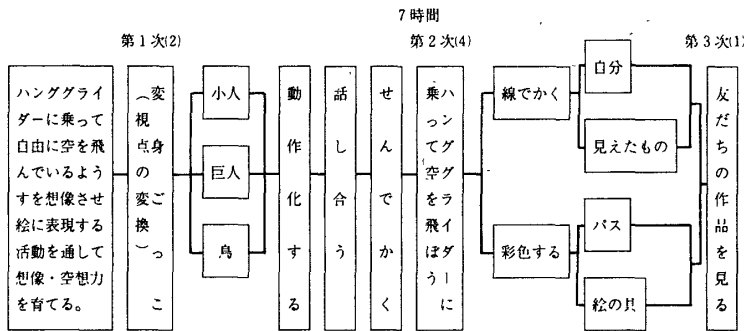 7時間
第1次(2)
第2次(4)
第3次(1)
ハンググライ
ダーに乗って
自由に空を飛
んでいるよう
すを想像させ
絵に表現する
活動を通して
想像・空想力
を育てる。
変身ごっこ
（視点の変換）
小人
巨人
鳥
動作化する
話し合う
せんでかく
ハンググライダーに
乗って空を飛ぼう
線でかく
自分
見えたもの
彩色する
パス
絵の具
友だちの作品を見る